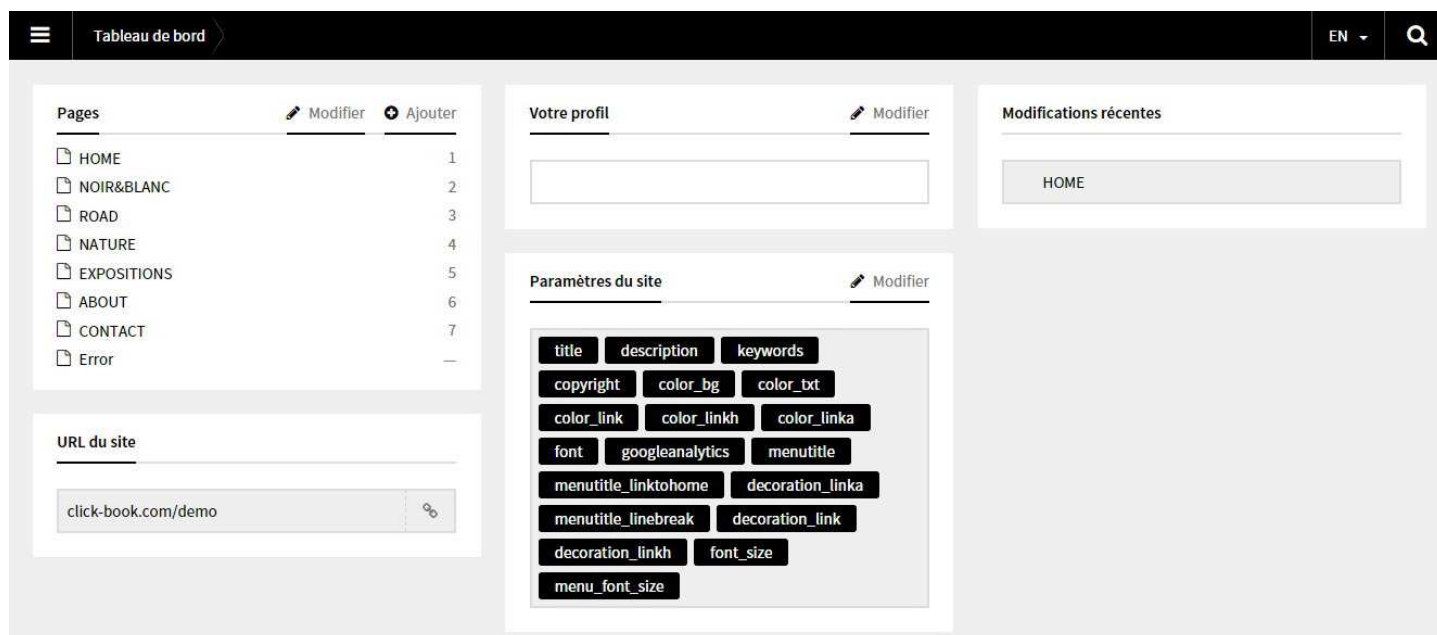 Tableau de bord
EN
Pages Modifier Ajouter
HOME 1
NOIR&BLANC 2
ROAD 3
NATURE 4
EXPOSITIONS 5
ABOUT 6
CONTACT 7
Error —
URL du site
click-book.com/demo
Votre profil Modifier
Paramètres du site Modifier
title description keywords
copyright color_bg color_txt
color_link color_linkh color_linka
font googleanalytics menutitle
menutitle_linktohome decoration_linka
menutitle_linebreak decoration_link
decoration_linkh font_size
menu_font_size
Modifications récentes
HOME